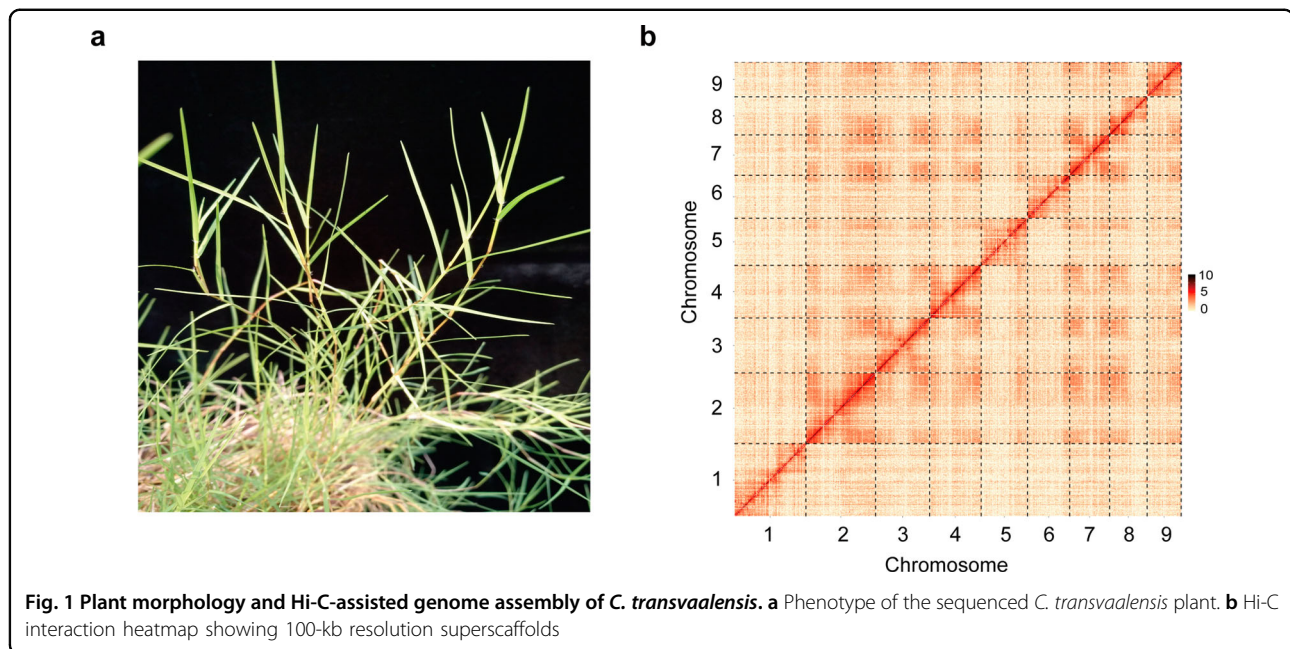 a
b
9
8
7
6
5
4
3
2
1
Chromosome
10
5
0
1 2 3 4 5 6 7 8 9
Chromosome
Fig. 1 Plant morphology and Hi-C-assisted genome assembly of C. transvaalensis. a Phenotype of the sequenced C. transvaalensis plant. b Hi-C
interaction heatmap showing 100-kb resolution superscaffolds